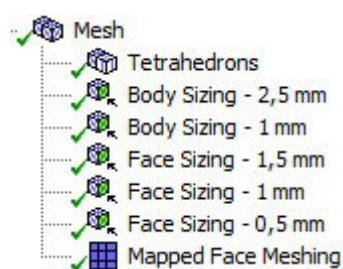 Mesh
Tetrahedrons
Body Sizing - 2,5 mm
Body Sizing - 1 mm
Face Sizing - 1,5 mm
Face Sizing - 1 mm
Face Sizing - 0,5 mm
Mapped Face Meshing